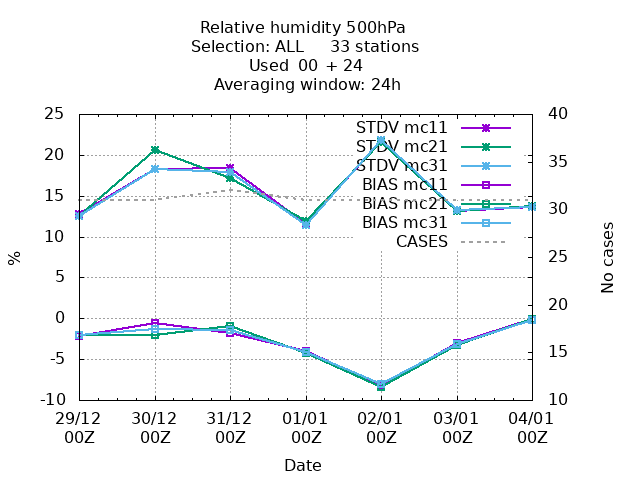 Relative humidity 500hPa
Selection: ALL 33 stations
Used 00 + 24
Averaging window: 24h
25
20
15
10
5
0
-5
-10
%
40
35
30
25
20
15
10
No cases
STDV mc11
STDV mc21
STDV mc31
BIAS mc11
BIAS mc21
BIAS mc31
CASES
29/12 30/12 31/12 01/01 02/01 03/01 04/01
00Z 00Z 00Z 00Z 00Z 00Z 00Z
Date